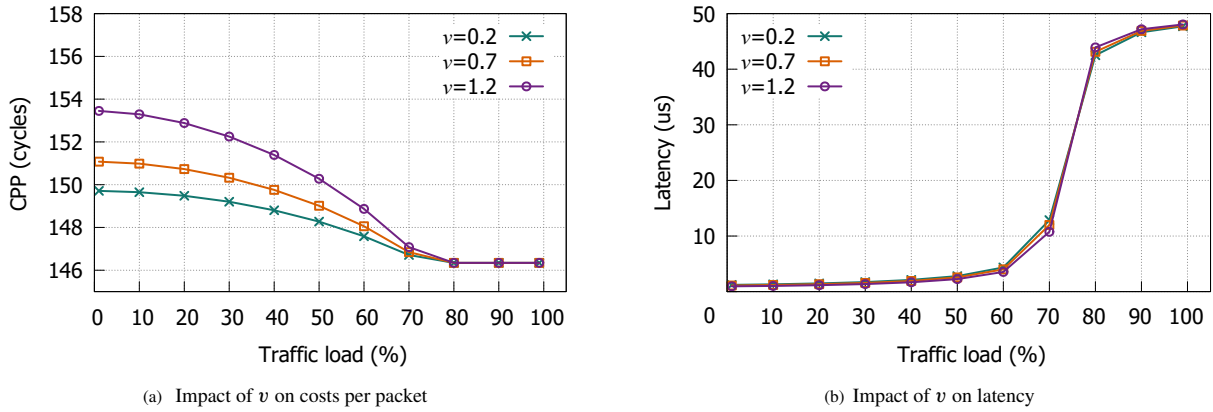 158
156
154
152
150
148
146
CPP (cycles)
v=0.2
v=0.7
v=1.2
0 10 20 30 40 50 60 70 80 90 100
Traffic load (%)
(a) Impact of v on costs per packet
50
40
30
20
10
Latency (us)
v=0.2
v=0.7
v=1.2
0 10 20 30 40 50 60 70 80 90 100
Traffic load (%)
(b) Impact of v on latency